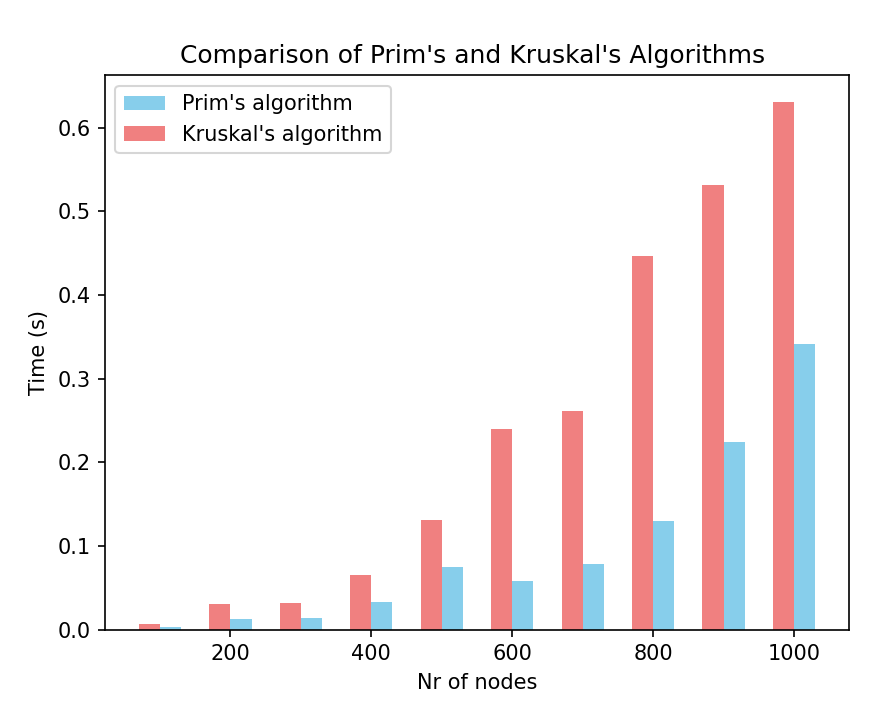 Comparison of Prim's and Kruskal's Algorithms
Prim's algorithm
Kruskal's algorithm
Time (s)
0.6
0.5
0.4
0.3
0.2
0.1
0.0
200 400 600 800 1000
Nr of nodes